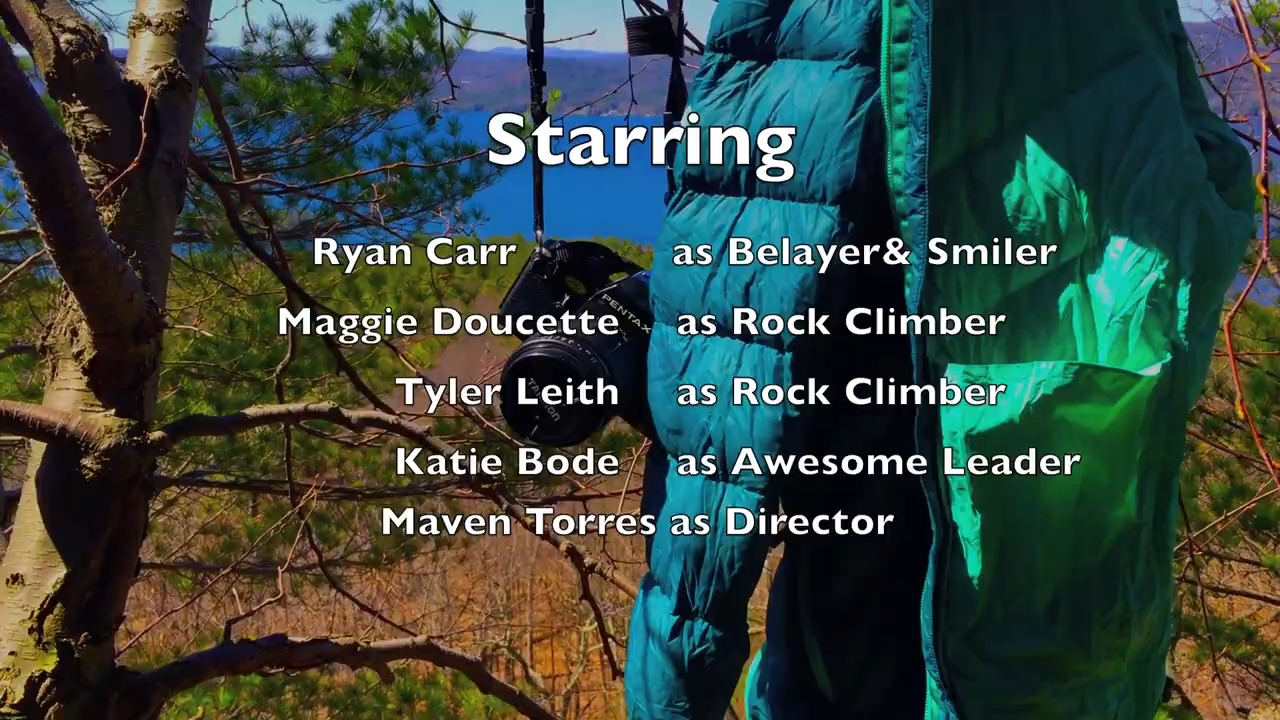 Starring
Ryan Carr as Belayer& Smiler
Maggie Doucette as Rock Climber
PENTAX
Tyler Leith as Rock Climber
Katie Bode as Awesome Leader
Maven Torres as Director